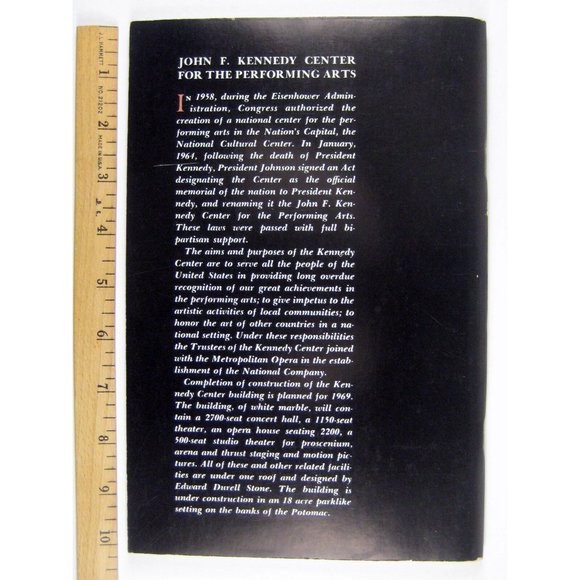 JOHN F. KENNEDY CENTER
FOR THE PERFORMING ARTS
IN 1958, during the Eisenhower Admin-
istration, Congress authorized the
creation of a national center for the per-
forming arts in the Nation's Capital, the
National Cultural Center. In January,
1964, following the death of President
Kennedy, President Johnson signed an Act
designating the Center as the official
memorial of the nation to President Ken-
nedy, and renaming it the John F. Ken-
nedy Center for the Performing Arts.
These laws were passed with full bi-
partisan support.
The aims and purposes of the Kennedy
Center are to serve all the people of the
United States in providing long overdue
recognition of our great achievements in
the performing arts; to give impetus to the
artistic activities of local communities; to
honor the art of other countries in a na-
tional setting. Under these responsibilities
the Trustees of the Kennedy Center joined
with the Metropolitan Opera in the estab-
lishment of the National Company.
Completion of construction of the Ken-
nedy Center building is planned for 1969.
The building, of white marble, will con-
tain a 2700-seat concert hall, a 1150-seat
theater, an opera house seating 2200, a
500-seat studio theater for proscenium,
arena and thrust staging and motion pic-
tures. All of these and other related facili-
ties are under one roof and designed by
Edward Durell Stone. The building is
under construction in an 18 acre parklike
setting on the banks of the Potomac.
J.L. HAMMETT
NO. 21202
MADE IN U.S.A.
1
2
3
4
5
6
7
8
9
10